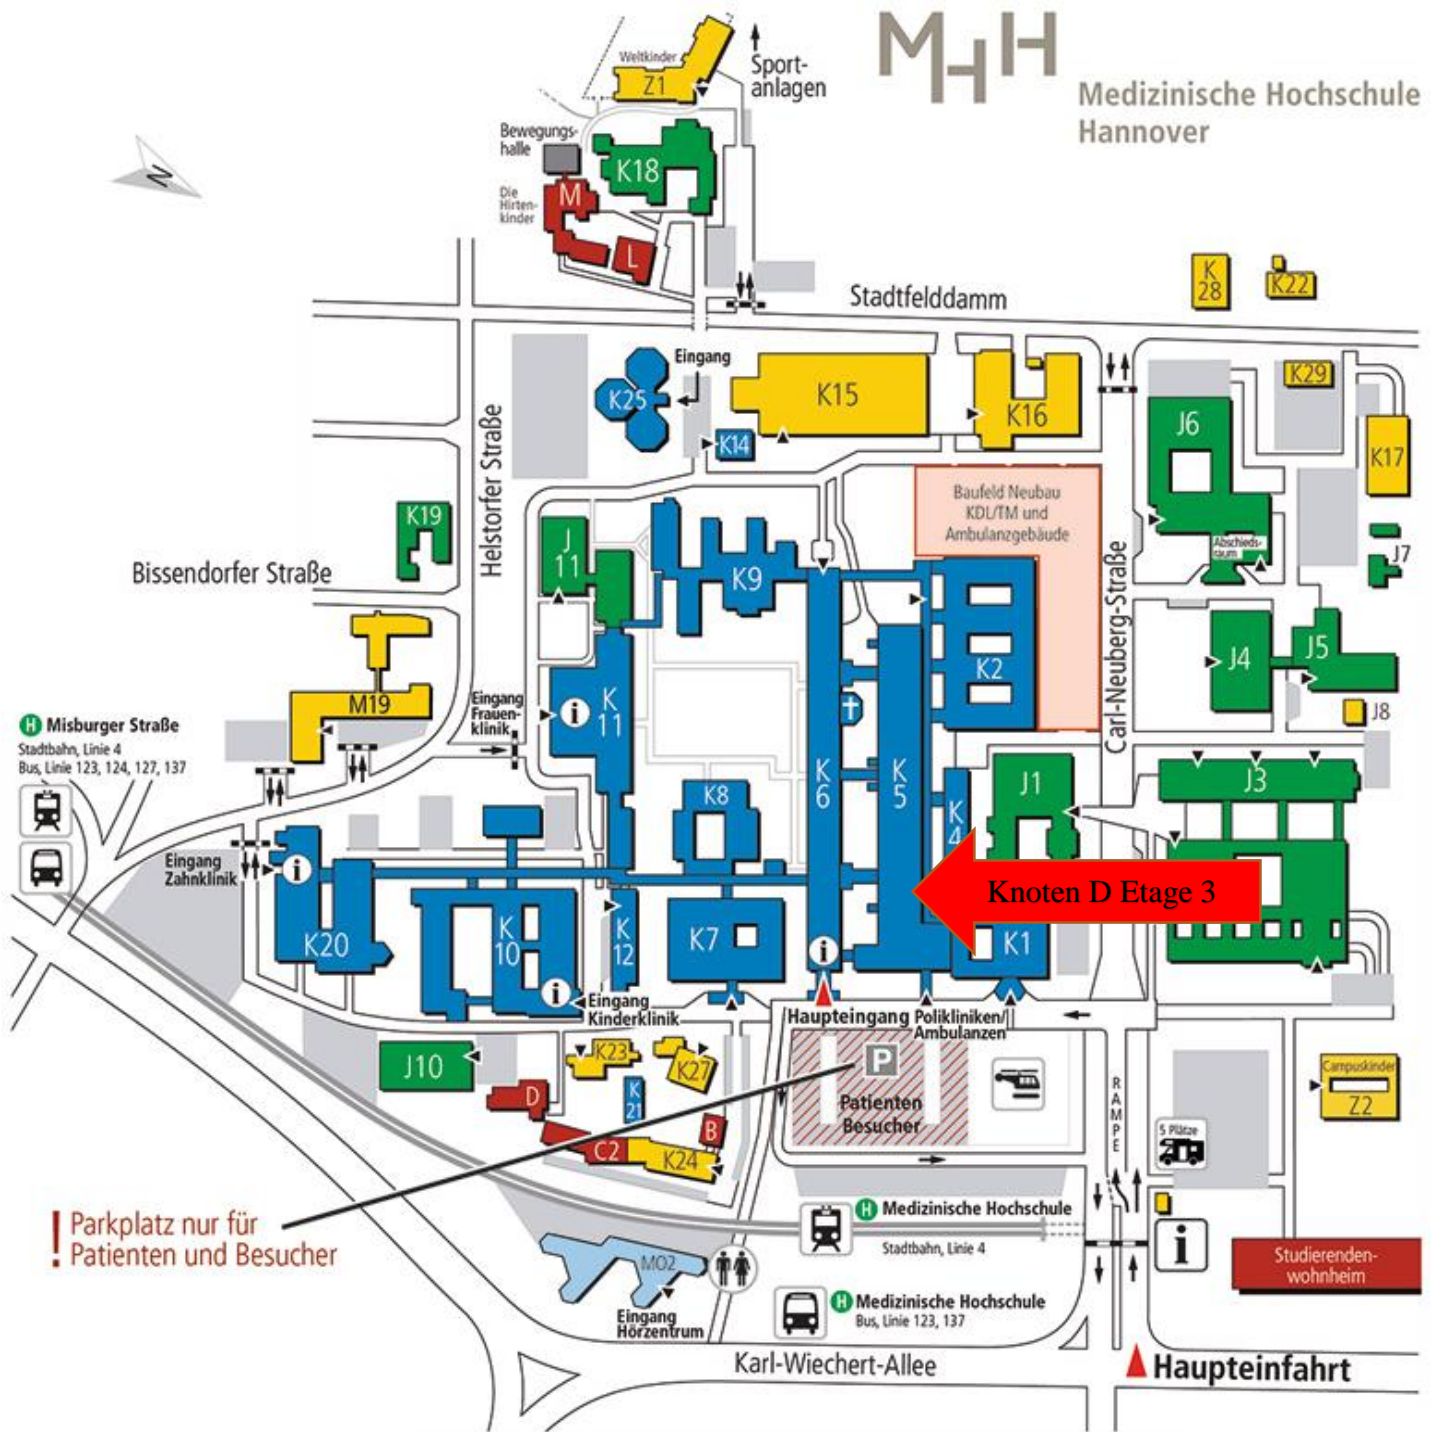 MHH
Medizinische Hochschule
Hannover
Weltkinder
Z1
Sport-
anlagen
Bewegungs-
halle
K18
Die
Hirten-
kinder
M
L
N
Stadtfelddamm
K
28
K22
Eingang
K25
K14
K15
K16
K29
J6
K17
Helstorfer Straße
K19
J
11
K9
Baufeld Neubau
KDL/TM und
Ambulanzgebäude
Carl-Neuberg-Straße
Abschieds-
raum
J7
Bissendorfer Straße
M19
K
11
i
Eingang
Frauen-
klinik
K2
J4
J5
J8
H Misburger Straße
Stadtbahn, Linie 4
Bus, Linie 123, 124, 127, 137
K8
K
6
K
5
K
4
J1
J3
Eingang
Zahnklinik
i
K20
K
10
i
K
12
K7
i
K1
Knoten D Etage 3
Eingang
Kinderklinik
Haupteingang
Polikliniken/
Ambulanzen
J10
K23
K27
D
K
21
C2
K24
B
P
Patienten
Besucher
RAMPE
5 Plätze
Campuskinder
Z2
! Parkplatz nur für
Patienten und Besucher
H Medizinische Hochschule
Stadtbahn, Linie 4
i
Studierenden-
wohnheim
MO2
Eingang
Hörzentrum
H Medizinische Hochschule
Bus, Linie 123, 137
Karl-Wiechert-Allee
Haupteinfahrt